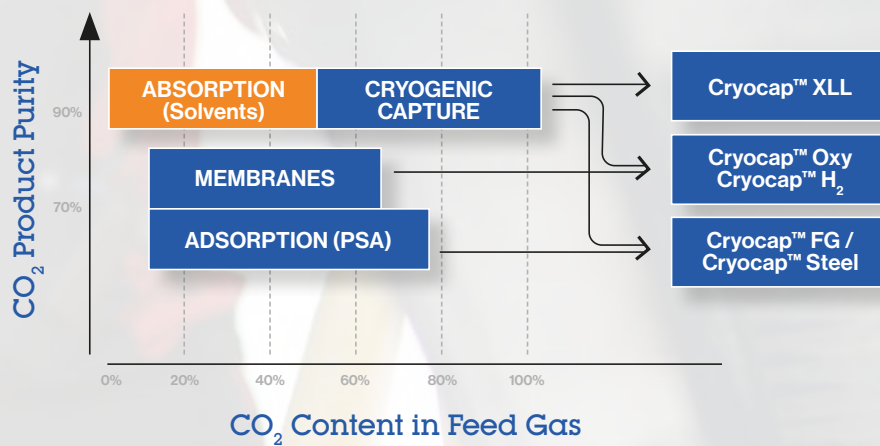 CO₂ Product Purity
90%
70%
ABSORPTION
(Solvents)
CRYOGENIC
CAPTURE
MEMBRANES
ADSORPTION (PSA)
Cryocap™ XLL
Cryocap™ Oxy
Cryocap™ H₂
Cryocap™ FG /
Cryocap™ Steel
0% 20% 40% 60% 80% 100%
CO₂ Content in Feed Gas